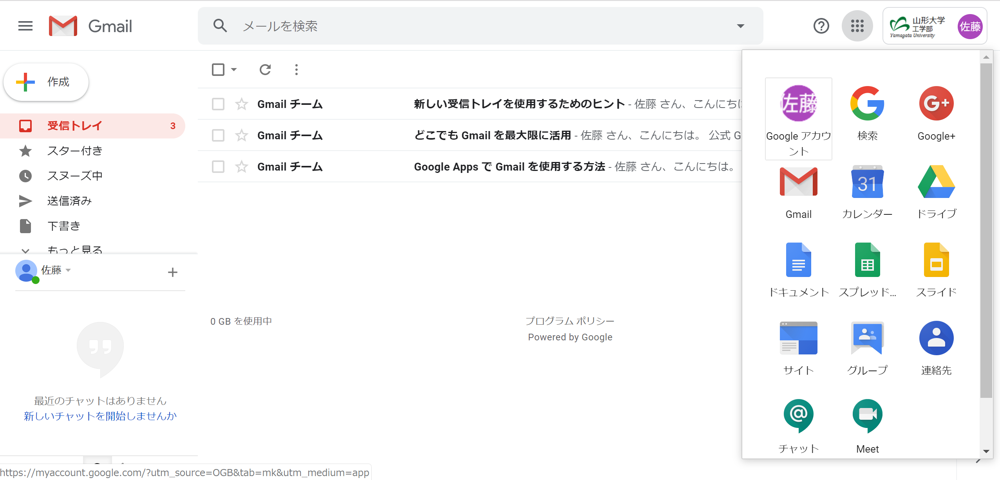 Gmail
メールを検索
山形大学
工学部
Yamagata University
佐藤
作成
受信トレイ 3
スター付き
スヌーズ中
送信済み
下書き
もっと見る
佐藤
最近のチャットはありません
新しいチャットを開始しませんか
Gmail チーム 新しい受信トレイを使用するためのヒント - 佐藤 さん、こんにちは
Gmail チーム どこでも Gmail を最大限に活用 - 佐藤 さん、こんにちは。 公式 G
Gmail チーム Google Apps で Gmail を使用する方法 - 佐藤 さん、こんにちは。
0 GB を使用中
プログラム ポリシー
Powered by Google
佐藤
Google アカウ
ント
検索
G+
Google+
Gmail
31
カレンダー
ドライブ
ドキュメント
スプレッド...
スライド
サイト
グループ
連絡先
@
チャット
Meet
https://myaccount.google.com/?utm_source=OGB&tab=mk&utm_medium=app